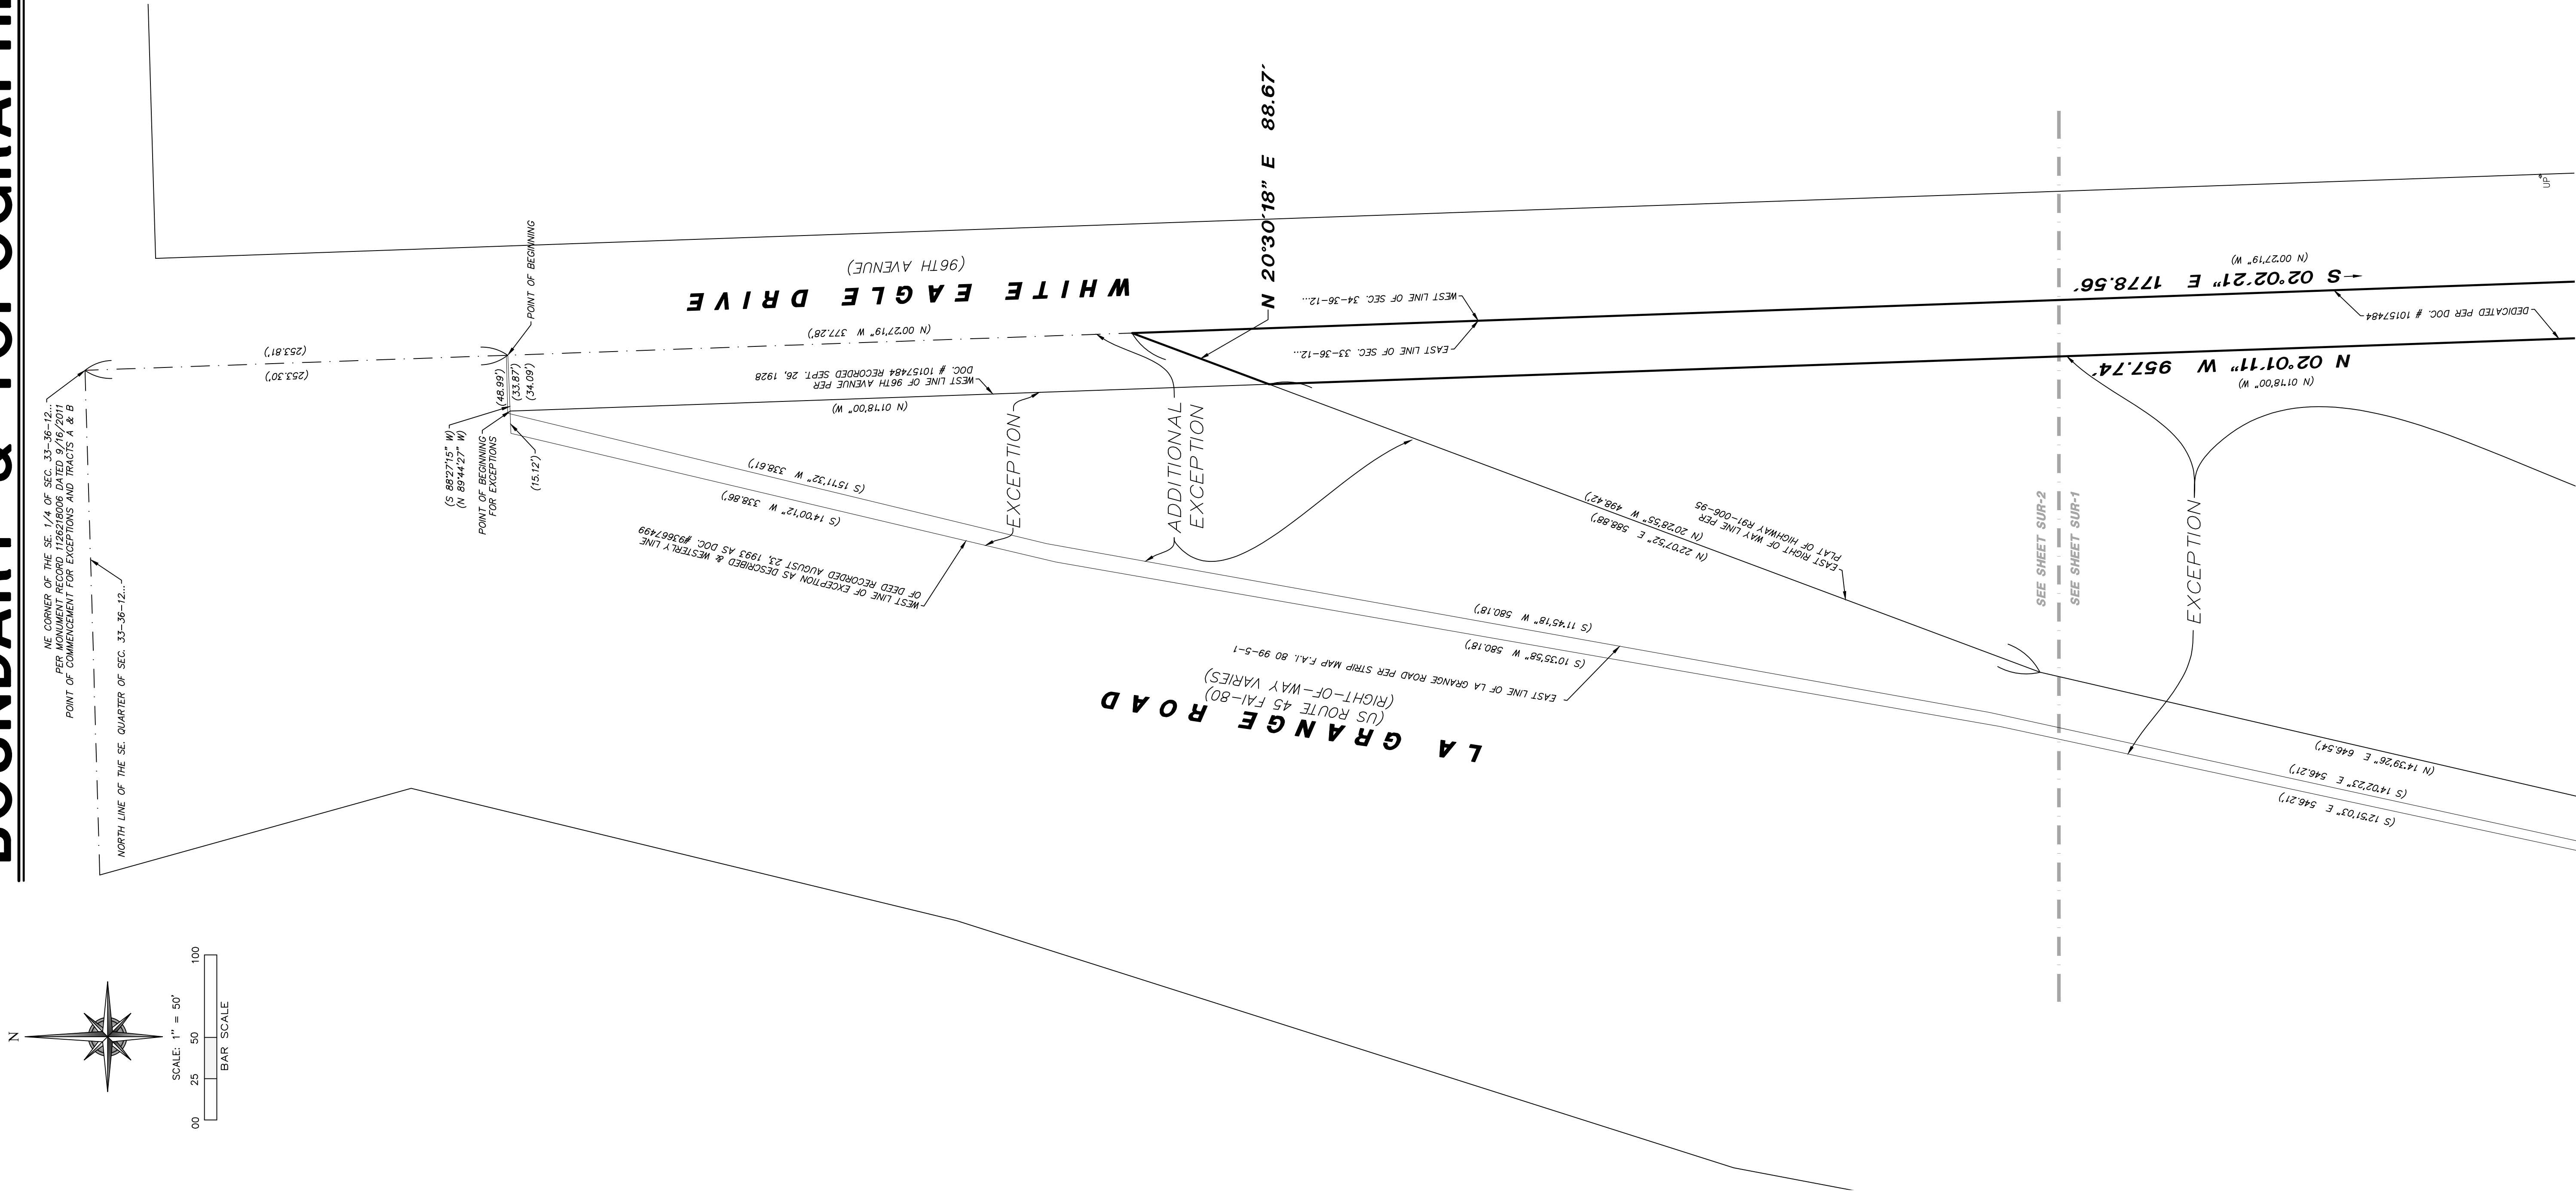 NE CORNER OF THE SE. 1/4 OF SEC. 33-36-12...
PER MONUMENT RECORD 1126218006 DATED 9/16/2011
POINT OF COMMENCEMENT FOR EXCEPTIONS AND TRACTS A & B
NORTH LINE OF THE SE. QUARTER OF SEC. 33-36-12...
(253.81')
(253.30')
POINT OF BEGINNING
(48.99')
(33.87')
(34.09')
(S 88°27'15" W)
(N 89°44'27" W)
POINT OF BEGINNING
FOR EXCEPTIONS
(15.12')
WHITE EAGLE DRIVE
(96TH AVENUE)
(N 00°27'19" W 377.28')
WEST LINE OF 96TH AVENUE PER
DOC. # 10157484 RECORDED SEPT. 26, 1928
(N 01°18'00" W)
(S 15°11'32" W 338.61')
(S 14°00'12" W 338.86')
WEST LINE OF EXCEPTION AS DESCRIBED & WESTERLY LINE
OF DEED RECORDED AUGUST 23, 1993 AS DOC. #93667499
EXCEPTION
ADDITIONAL
EXCEPTION
N 20°30'18" E 88.67'
WEST LINE OF SEC. 34-36-12...
EAST LINE OF SEC. 33-36-12...
EAST RIGHT OF WAY LINE PER
PLAT OF HIGHWAY R91-006-95
(N 20°28'55" W 498.42')
(N 22°07'52" E 588.88')
(S 11°45'18" W 580.18')
(S 10°35'58" W 580.18')
EAST LINE OF LA GRANGE ROAD PER STRIP MAP F.A.I. 80 99-5-1
LA GRANGE ROAD
(US ROUTE 45 FAI-80)
(RIGHT-OF-WAY VARIES)
SEE SHEET SUR-2
SEE SHEET SUR-1
(N 00°27'19" W)
S 02°02'21" E 1778.56'
DEDICATED PER DOC. # 10157484
N 02°01'11" W 957.74'
(N 01°18'00" W)
EXCEPTION
(N 14°39'26" E 646.54')
(S 14°02'23" E 546.21')
(S 12°51'03" E 546.21')
UP
N
SCALE: 1" = 50'
00 25 50 100
BAR SCALE